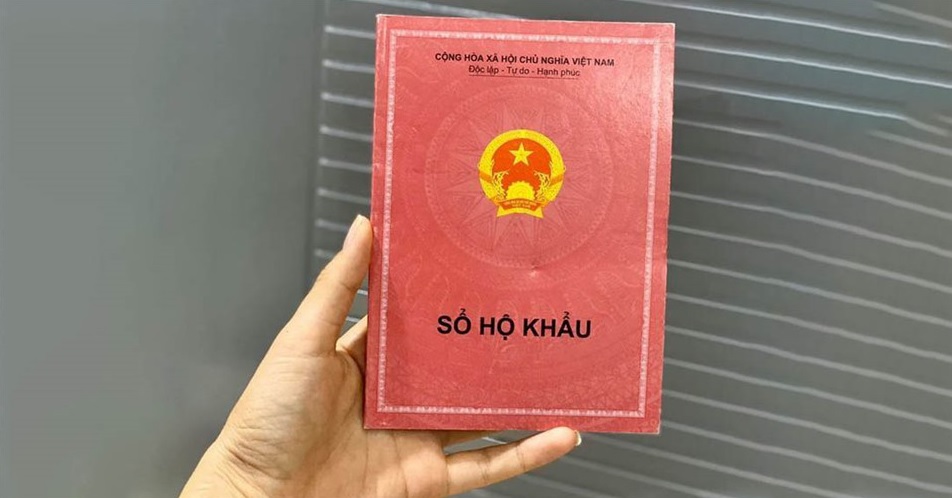 CỘNG HÒA XÃ HỘI CHỦ NGHĨA VIỆT NAM
Độc lập - Tự do - Hạnh phúc
SỔ HỘ KHẨU